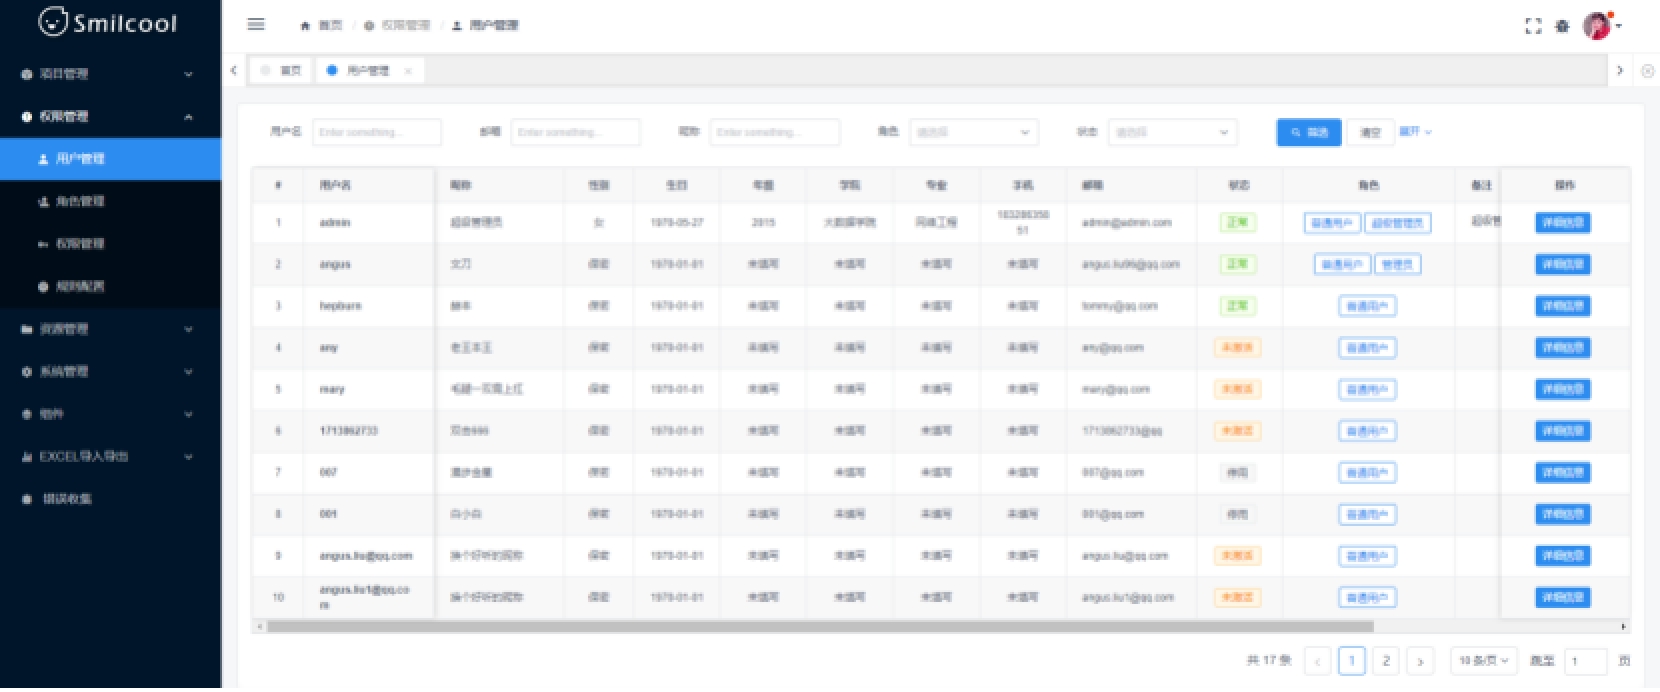 Smilcool
首页 / 权限管理 / 用户管理
项目管理
权限管理
用户管理
角色管理
权限管理
规则配置
资源管理
系统管理
组件
EXCEL导入导出
错误收集
首页 用户管理
用户名 Enter something... 邮箱 Enter something... 昵称 Enter something... 角色 请选择 状态 请选择 筛选 清空 展开
# 用户名 昵称 性别 生日 年级 学院 专业 手机 邮箱 状态 角色 备注 操作
1 admin 超级管理员 女 1970-05-27 2015 大数据学院 网络工程 admin@admin.com 正常 普通用户 超级管理员 超级管 详细信息
2 angus 文刀 保密 1970-01-01 未填写 未填写 未填写 未填写 angus.liu96@qq.com 正常 普通用户 管理员 详细信息
3 hepburn 赫本 保密 1970-01-01 未填写 未填写 未填写 未填写 tommy@qq.com 正常 普通用户 详细信息
4 any 老王本王 保密 1970-01-01 未填写 未填写 未填写 未填写 any@qq.com 未激活 普通用户 详细信息
5 mary 保密 1970-01-01 未填写 未填写 未填写 未填写 mary@qq.com 未激活 普通用户 详细信息
6 1713862733 双击666 保密 1970-01-01 未填写 未填写 未填写 未填写 1713862733@qq 未激活 普通用户 详细信息
7 007 漫步金星 保密 1970-01-01 未填写 未填写 未填写 未填写 007@qq.com 停用 普通用户 详细信息
8 001 白小白 保密 1970-01-01 未填写 未填写 未填写 未填写 001@qq.com 停用 普通用户 详细信息
9 angus.liu@qq.com 换个好听的昵称 保密 1970-01-01 未填写 未填写 未填写 未填写 angus.liu@qq.com 未激活 普通用户 详细信息
10 angus.liu1@qq.com 换个好听的昵称 保密 1970-01-01 未填写 未填写 未填写 未填写 angus.liu1@qq.com 未激活 普通用户 详细信息
共 17 条 1 2 10 条/页 跳至 1 页